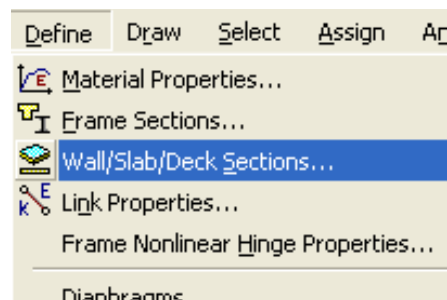 Define Draw Select Assign
Material Properties...
Frame Sections...
Wall/Slab/Deck Sections...
Link Properties...
Frame Nonlinear Hinge Properties...
Diaphragms